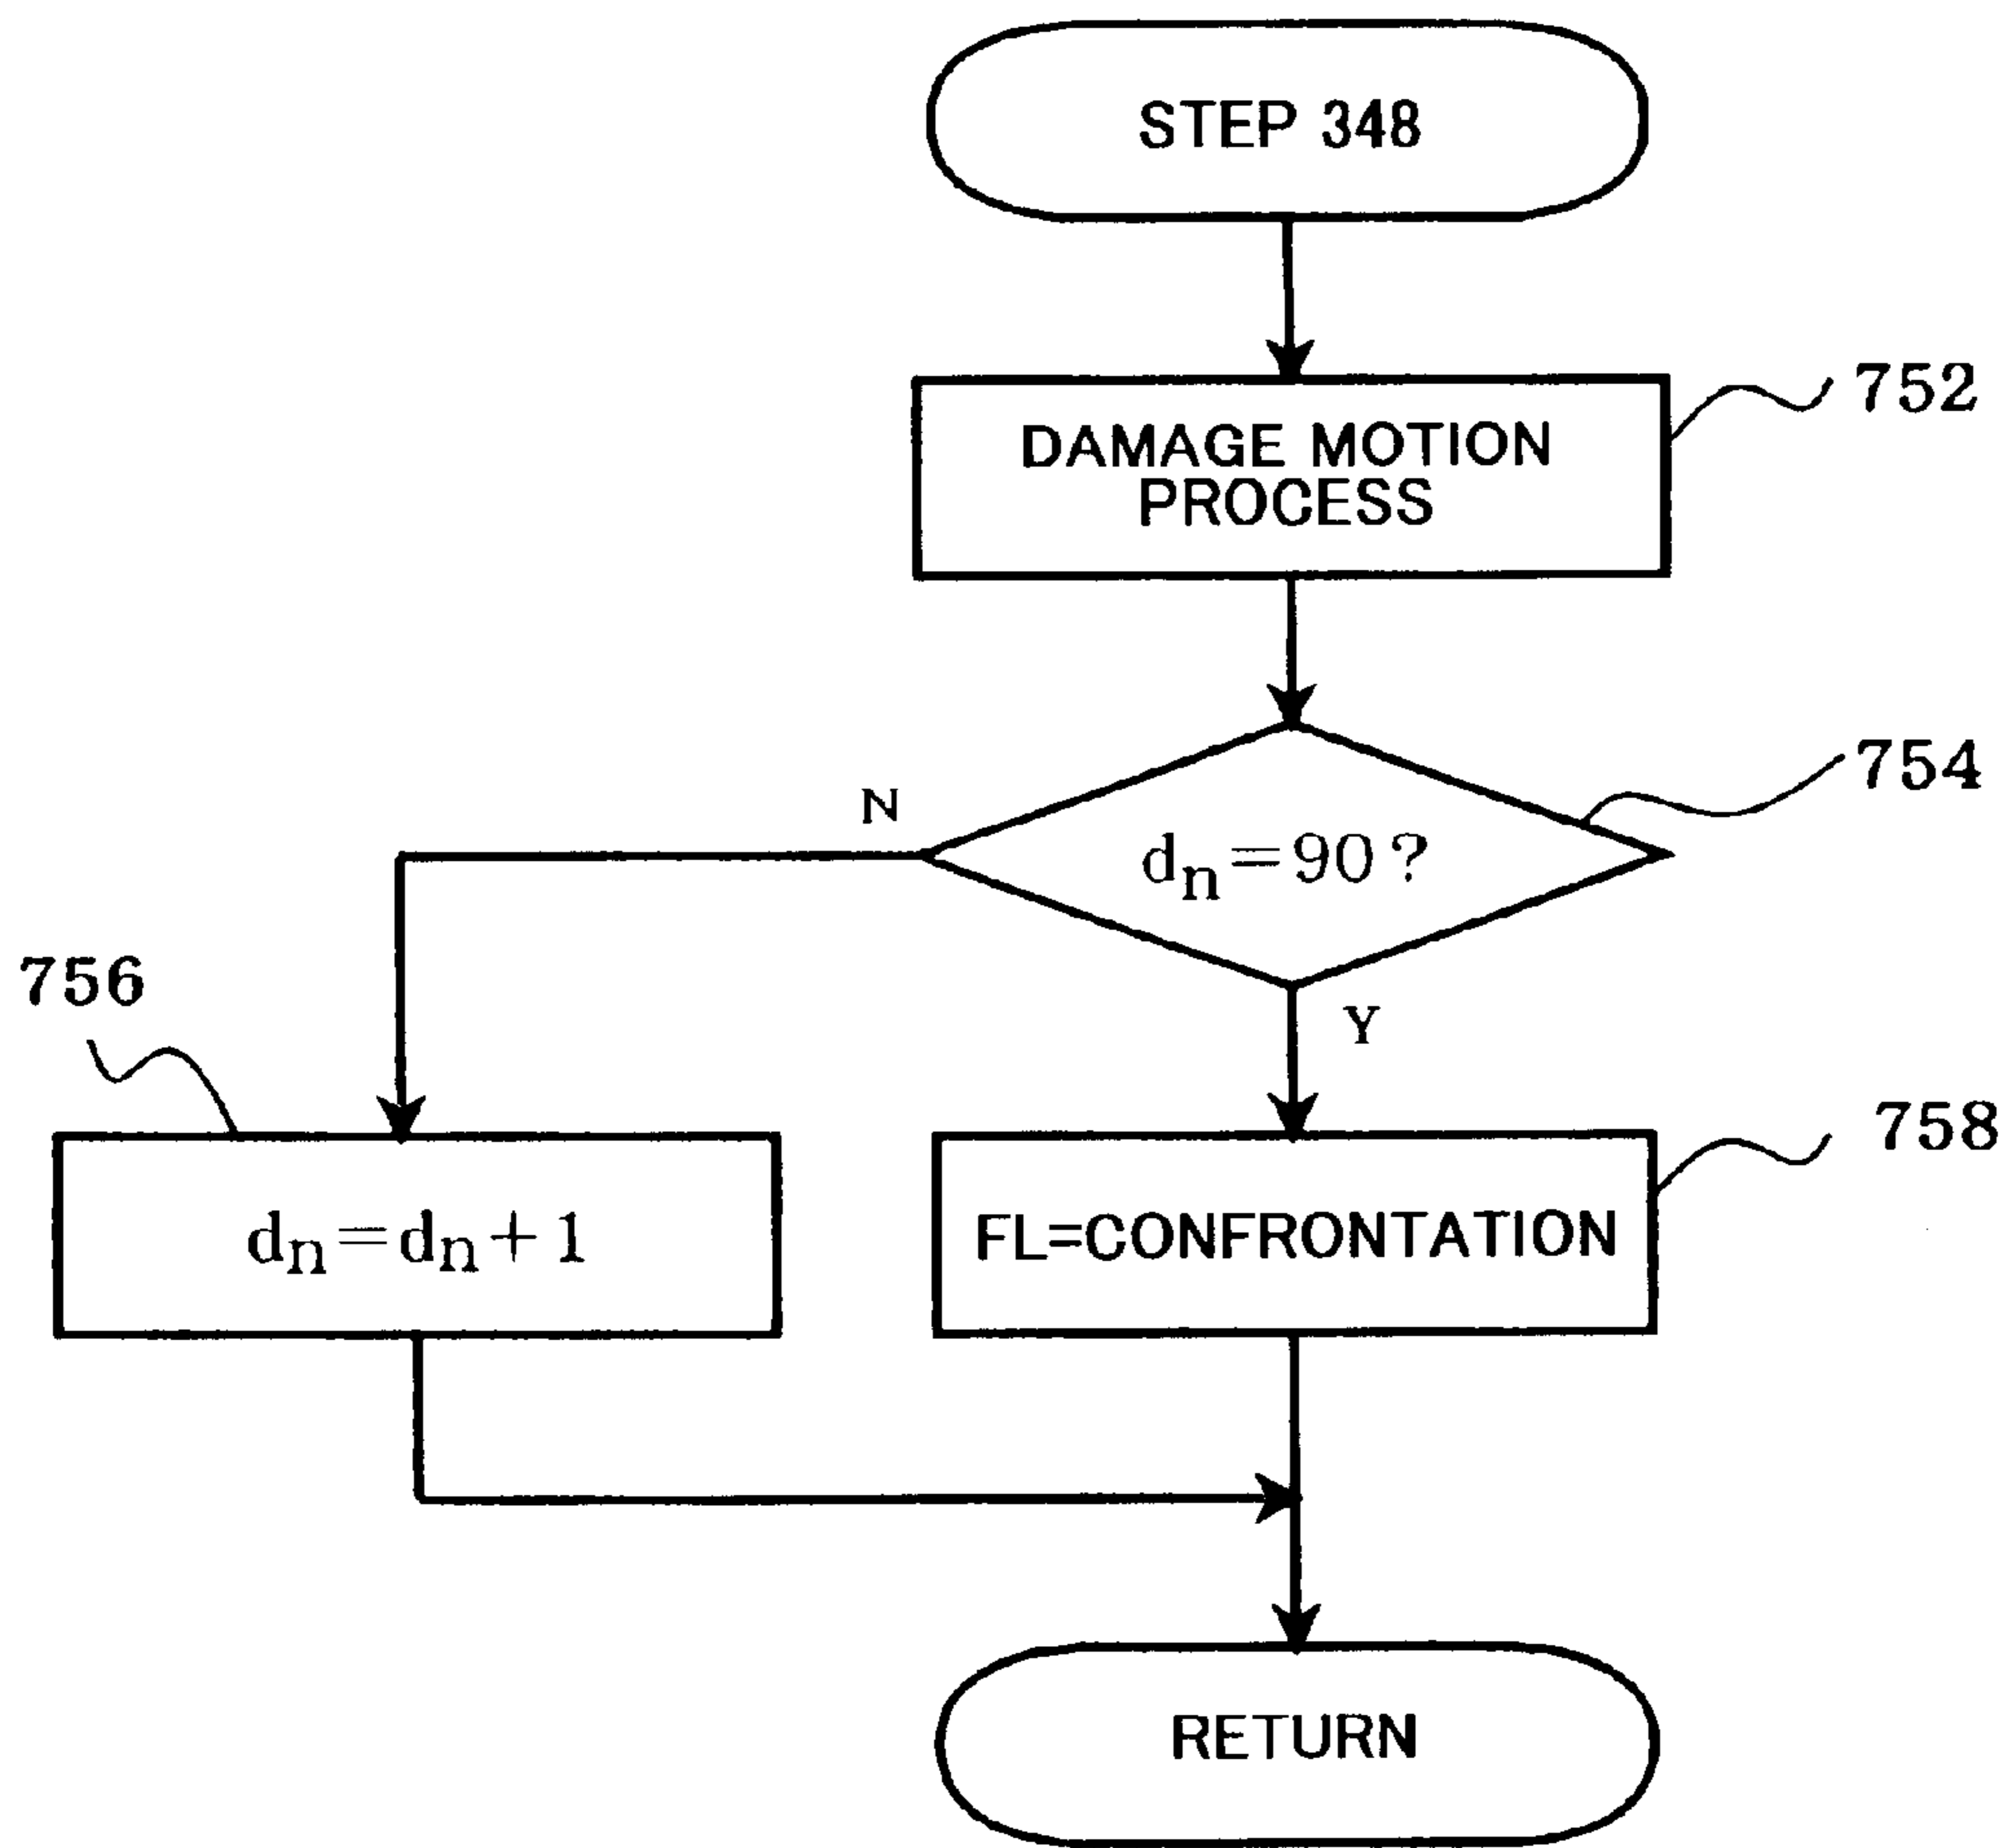 STEP 348
DAMAGE MOTION
PROCESS
752
dn=90?
754
N
Y
756
dn=dn+1
FL=CONFRONTATION
758
RETURN